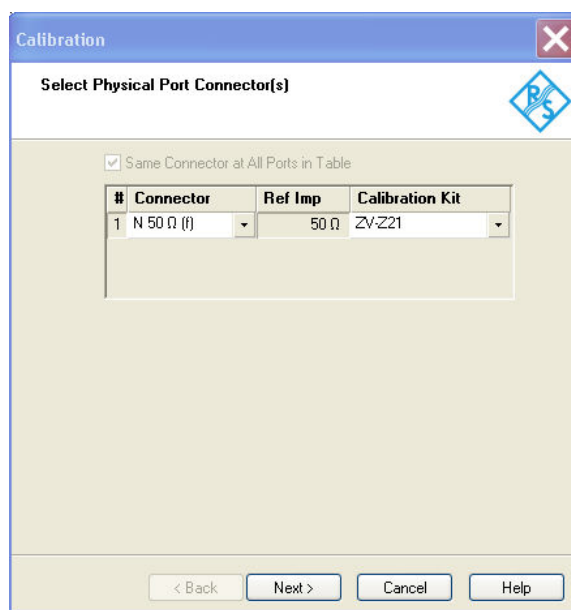 Calibration
Select Physical Port Connector(s)
R S
Same Connector at All Ports in Table
# Connector Ref Imp Calibration Kit
1 N 50 Ω (f) 50 Ω ZV-Z21
< Back Next > Cancel Help